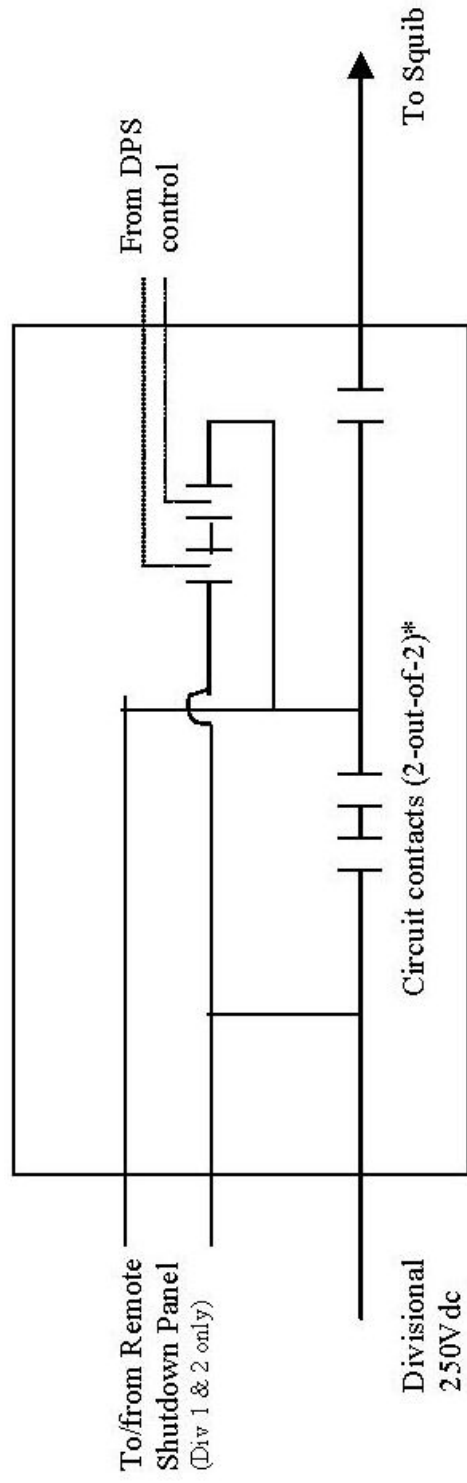 To/from Remote
Shutdown Panel
(Div 1 & 2 only)
From DPS
control
Circuit contacts (2-out-of-2)*
Divisional
250Vdc
To Squib